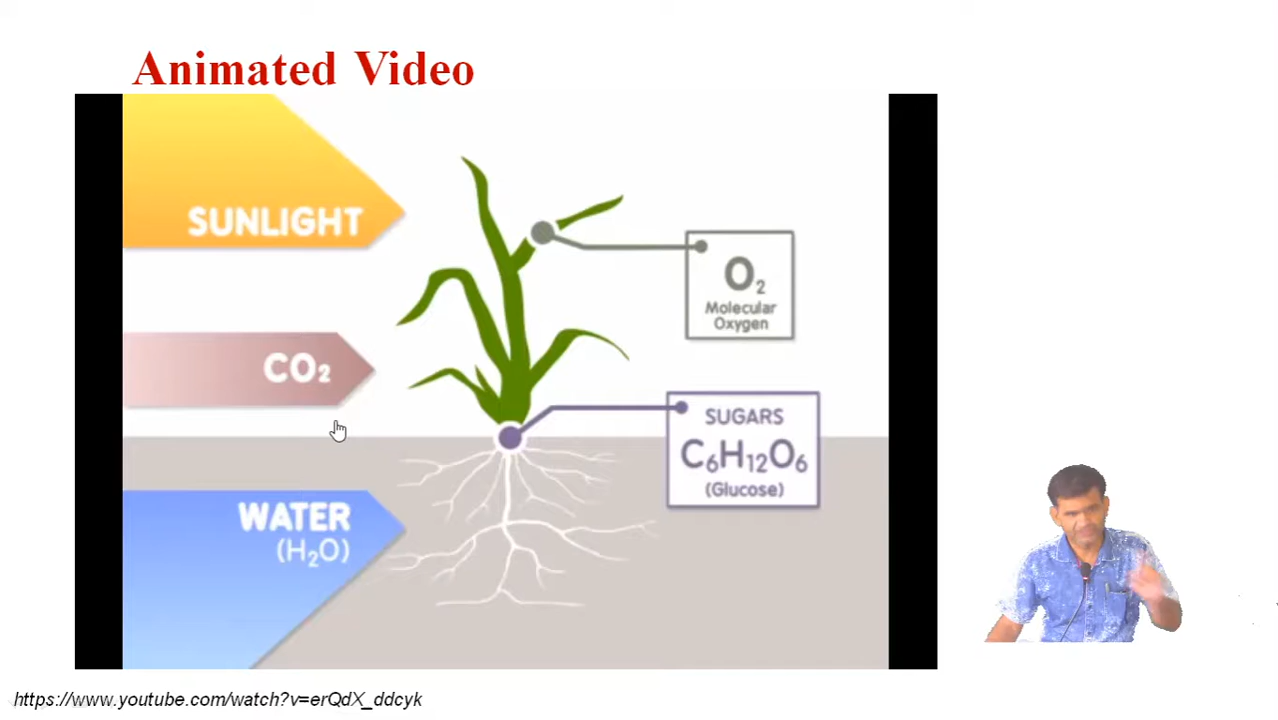 Animated Video
SUNLIGHT
O₂
Molecular
Oxygen
CO₂
SUGARS
C₆H₁₂O₆
(Glucose)
WATER
(H₂O)
https://www.youtube.com/watch?v=erQdX_ddcyk